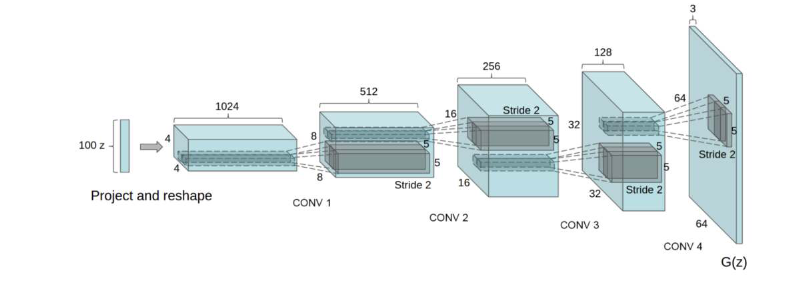 3
128
256
512
1024
64
16
Stride 2
5
5
5
5
32
4
8
5
5
100 z
5
5
Stride 2
4
8
Stride 2
16
Stride 2
32
Project and reshape
CONV 1
CONV 2
CONV 3
64
CONV 4
G(z)